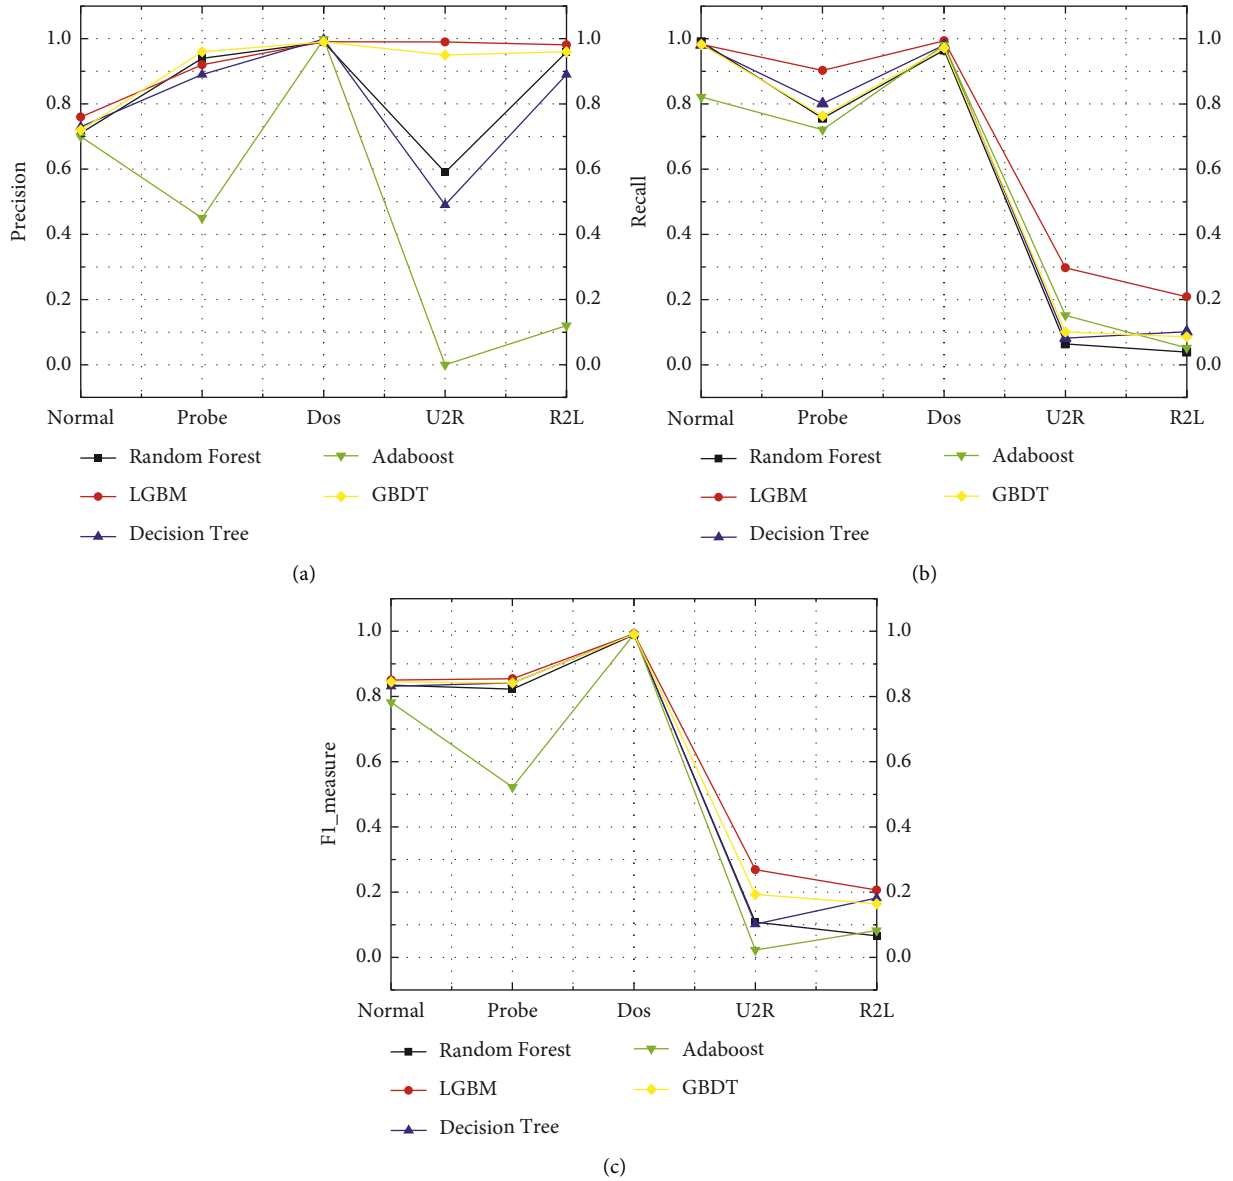 1.0 1.0
0.8 0.8
0.6 0.6
0.4 0.4
0.2 0.2
0.0 0.0
Precision
Normal Probe Dos U2R R2L
Random Forest Adaboost
LGBM GBDT
Decision Tree
(a)
1.0 1.0
0.8 0.8
0.6 0.6
0.4 0.4
0.2 0.2
0.0 0.0
Recall
Normal Probe Dos U2R R2L
Random Forest Adaboost
LGBM GBDT
Decision Tree
(b)
1.0 1.0
0.8 0.8
0.6 0.6
0.4 0.4
0.2 0.2
0.0 0.0
F1_measure
Normal Probe Dos U2R R2L
Random Forest Adaboost
LGBM GBDT
Decision Tree
(c)